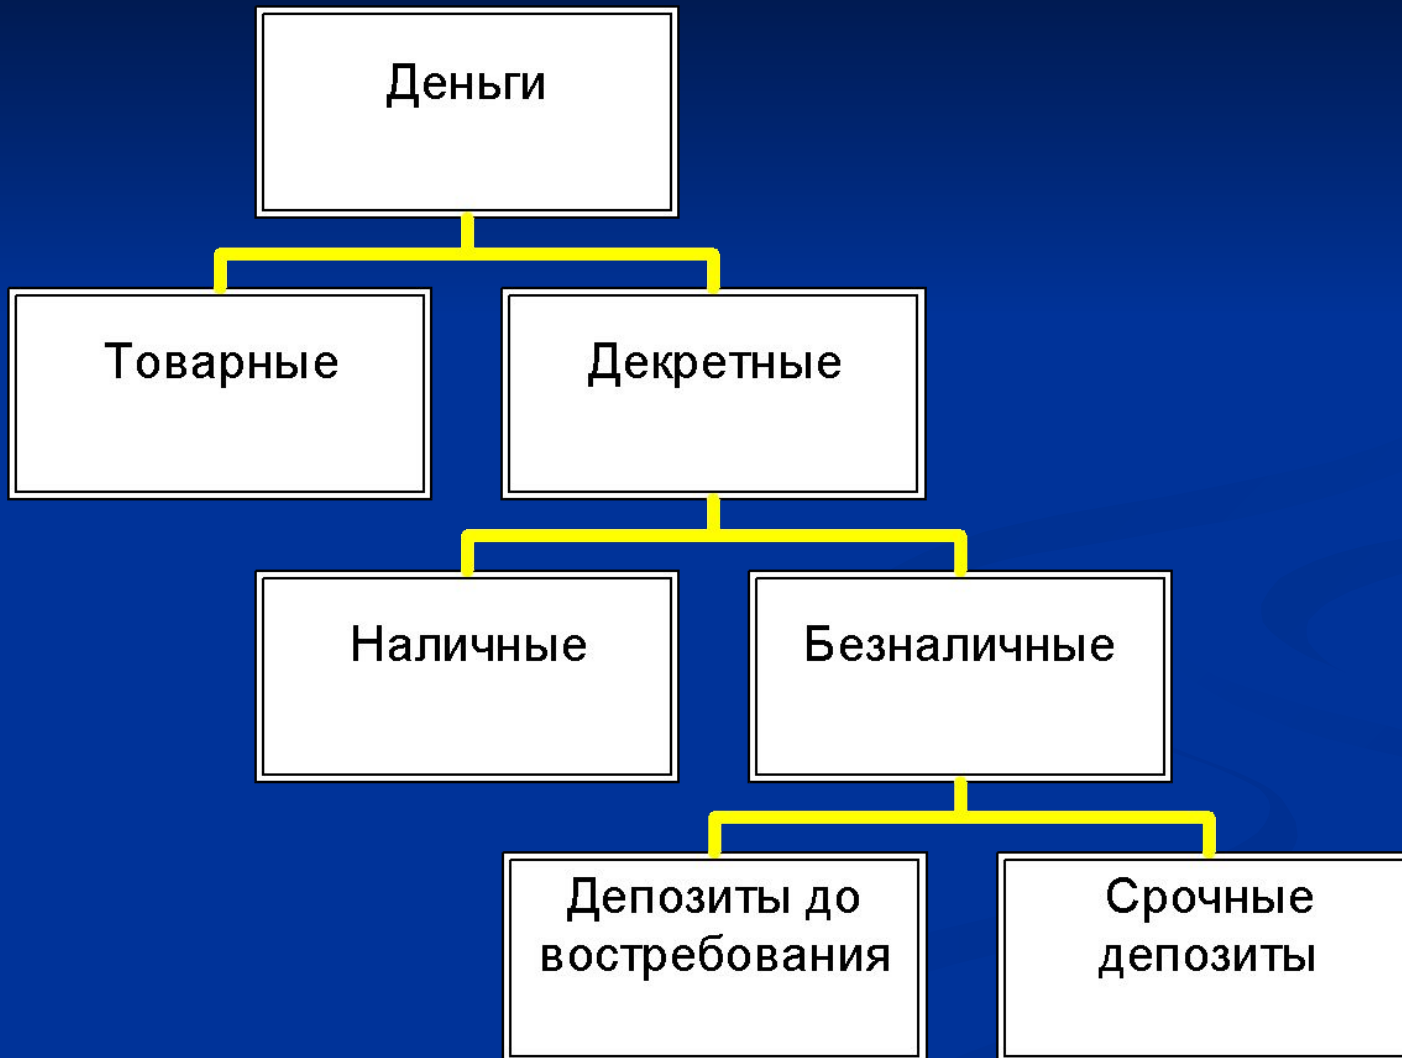 Деньги
Товарные
Декретные
Наличные
Безналичные
Депозиты до
востребования
Срочные
депозиты